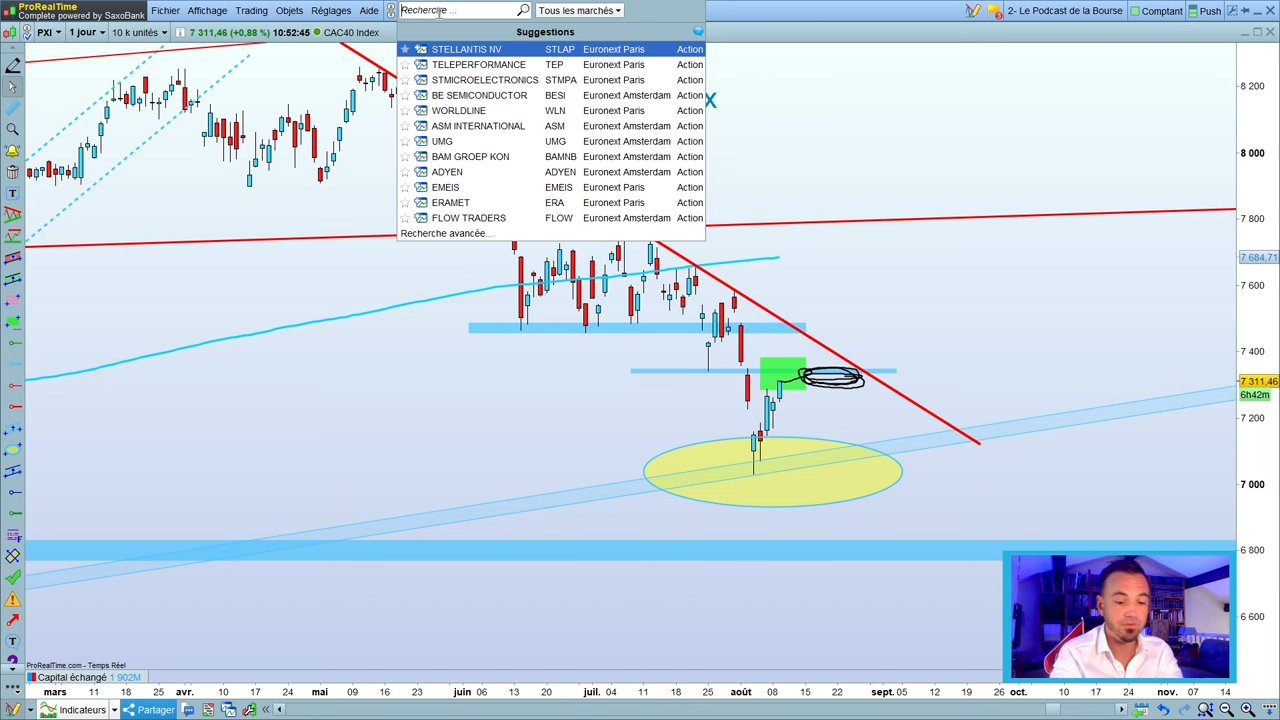 ProRealTime
Complete powered by SaxoBank
Fichier Affichage Trading Objets Réglages Aide
Recherche ...
Tous les marchés
2- Le Podcast de la Bourse
Comptant
Push
PXI
1 jour
10 k unités
7 311,46 (+0,88 %) 10:52:45
CAC40 Index
Suggestions
STELLANTIS NV STLAP Euronext Paris Action
TELEPERFORMANCE TEP Euronext Paris Action
STMICROELECTRONICS STMPA Euronext Paris Action
BE SEMICONDUCTOR BESI Euronext Amsterdam Action
WORLDLINE WLN Euronext Paris Action
ASM INTERNATIONAL ASM Euronext Amsterdam Action
UMG UMG Euronext Amsterdam Action
BAM GROEP KON BAMNB Euronext Amsterdam Action
ADYEN ADYEN Euronext Amsterdam Action
EMEIS EMEIS Euronext Paris Action
ERAMET ERA Euronext Paris Action
FLOW TRADERS FLOW Euronext Amsterdam Action
Recherche avancée...
X
8 200
8 000
7 800
7 684,71
7 600
7 400
7 311,46
6h42m
7 200
7 000
6 800
6 600
ProRealTime.com - Temps Réel
Capital échangé 1 902M
mars 11 18 25 avr. 10 17 24 mai 09 16 23 juin 06 13 20 juil. 04 11 18 25 août 08 15 22 sept. 05 12 19 26 oct. 03 10 17 24 nov. 07 14
Indicateurs
Partager